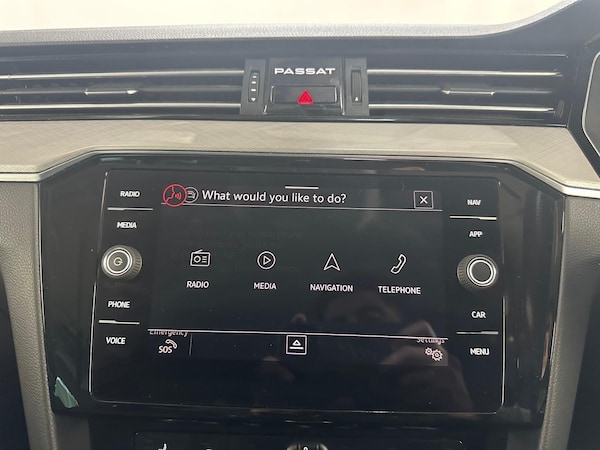 PASSAT
RADIO
What would you like to do?
NAV
MEDIA
APP
RADIO
MEDIA
NAVIGATION
TELEPHONE
PHONE
CAR
VOICE
Emergency
SOS
Settings
MENU